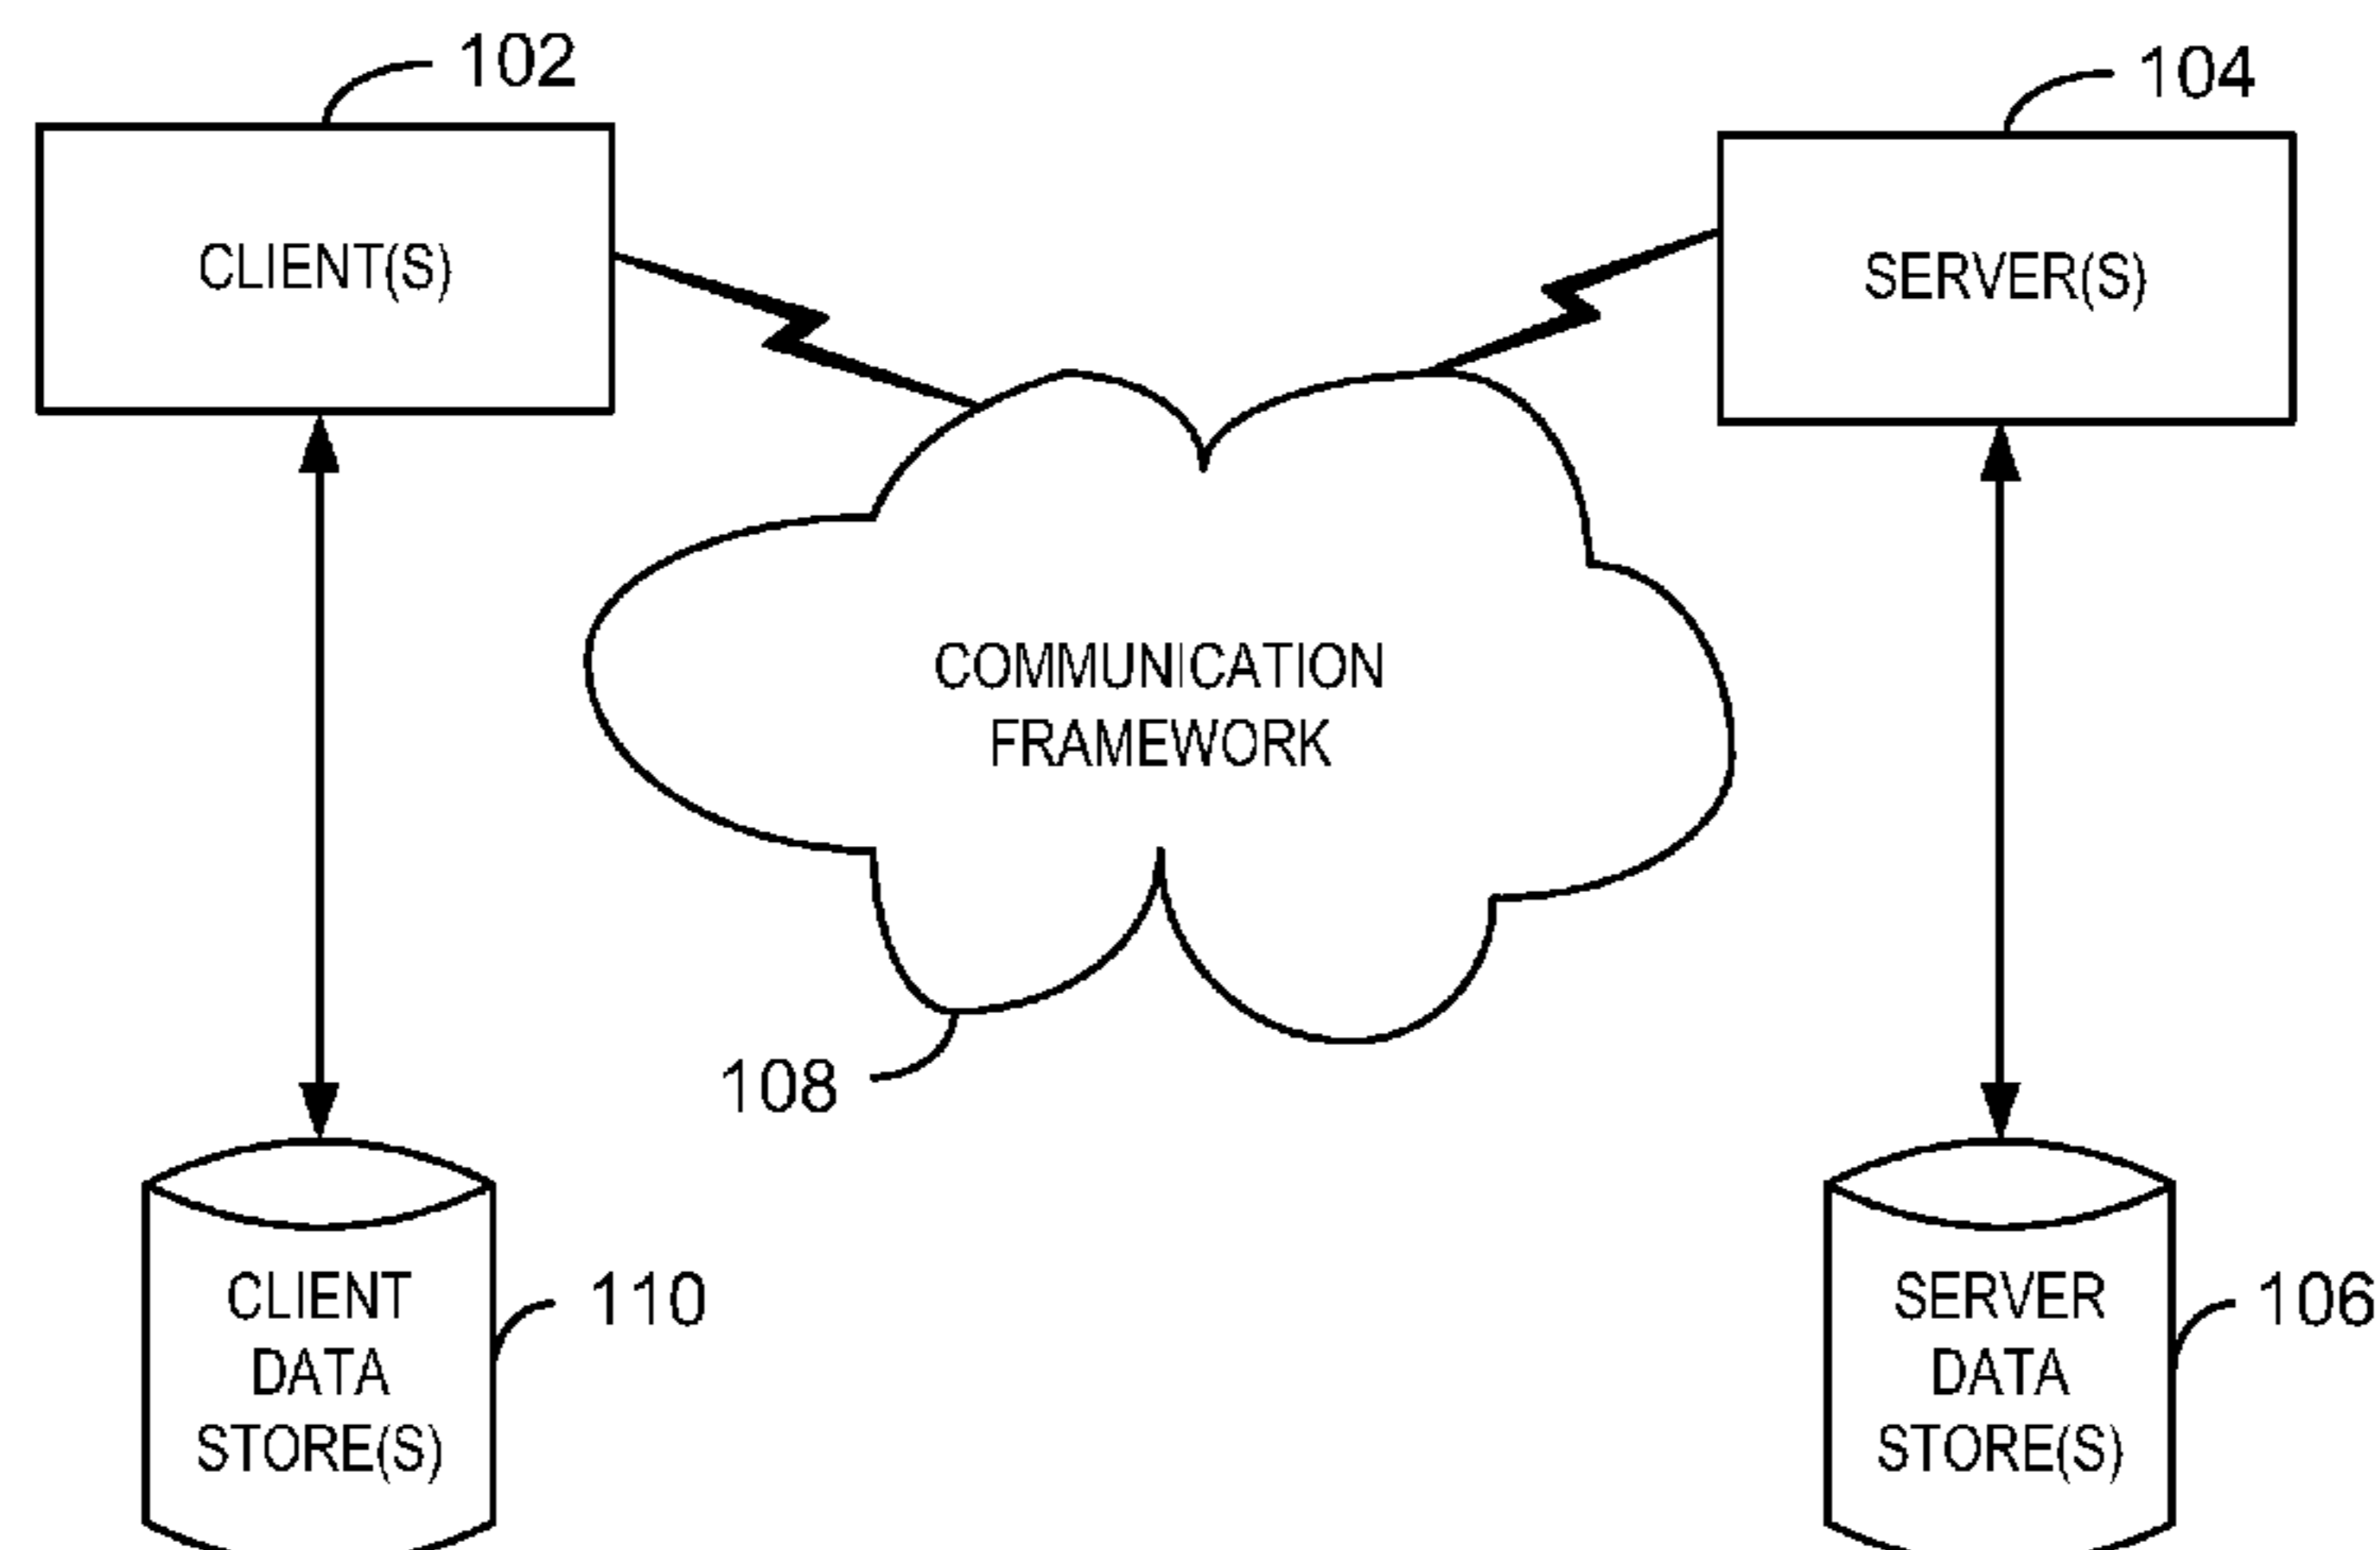 102
104
CLIENT(S)
SERVER(S)
COMMUNICATION
FRAMEWORK
108
CLIENT
DATA
STORE(S)
110
SERVER
DATA
STORE(S)
106